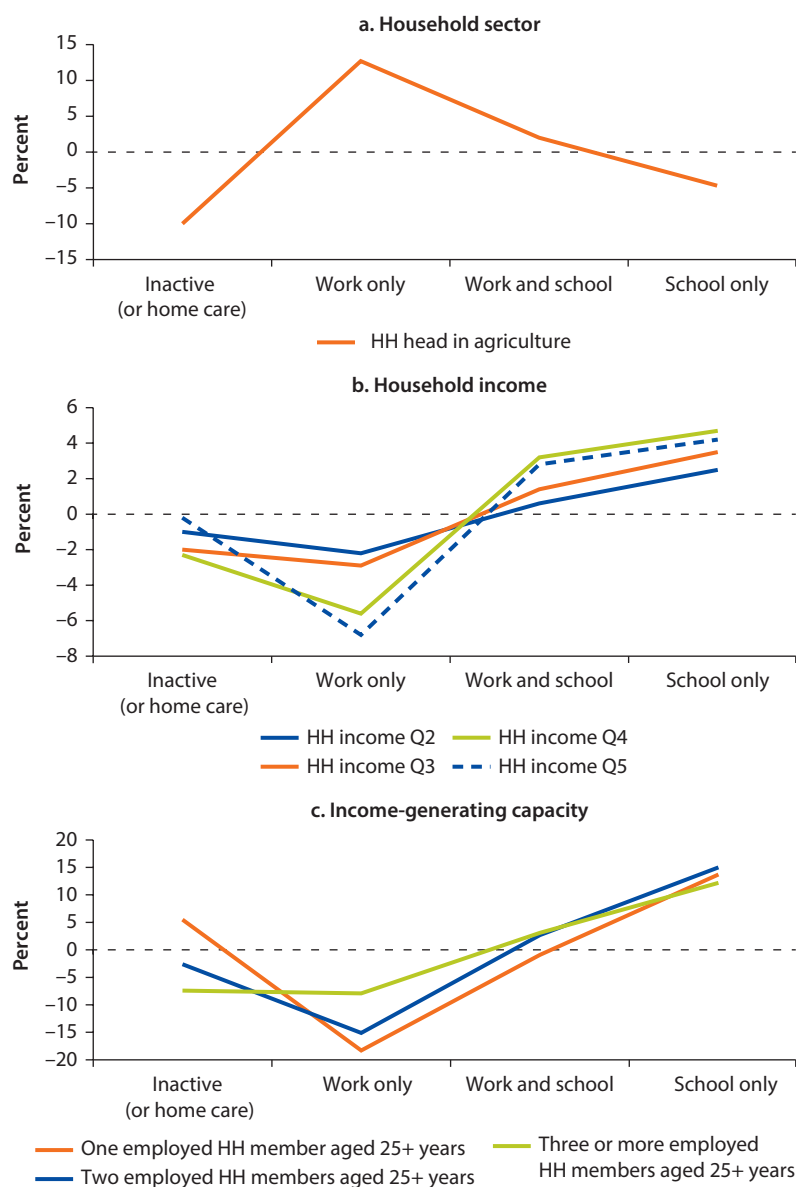 a. Household sector
Percent
15
10
5
0
−5
−10
−15
Inactive
(or home care)
Work only
Work and school
School only
HH head in agriculture
b. Household income
Percent
6
4
2
0
−2
−4
−6
−8
Inactive
(or home care)
Work only
Work and school
School only
HH income Q2
HH income Q4
HH income Q3
HH income Q5
c. Income-generating capacity
Percent
20
15
10
5
0
−5
−10
−15
−20
Inactive
(or home care)
Work only
Work and school
School only
One employed HH member aged 25+ years
Two employed HH members aged 25+ years
Three or more employed
HH members aged 25+ years